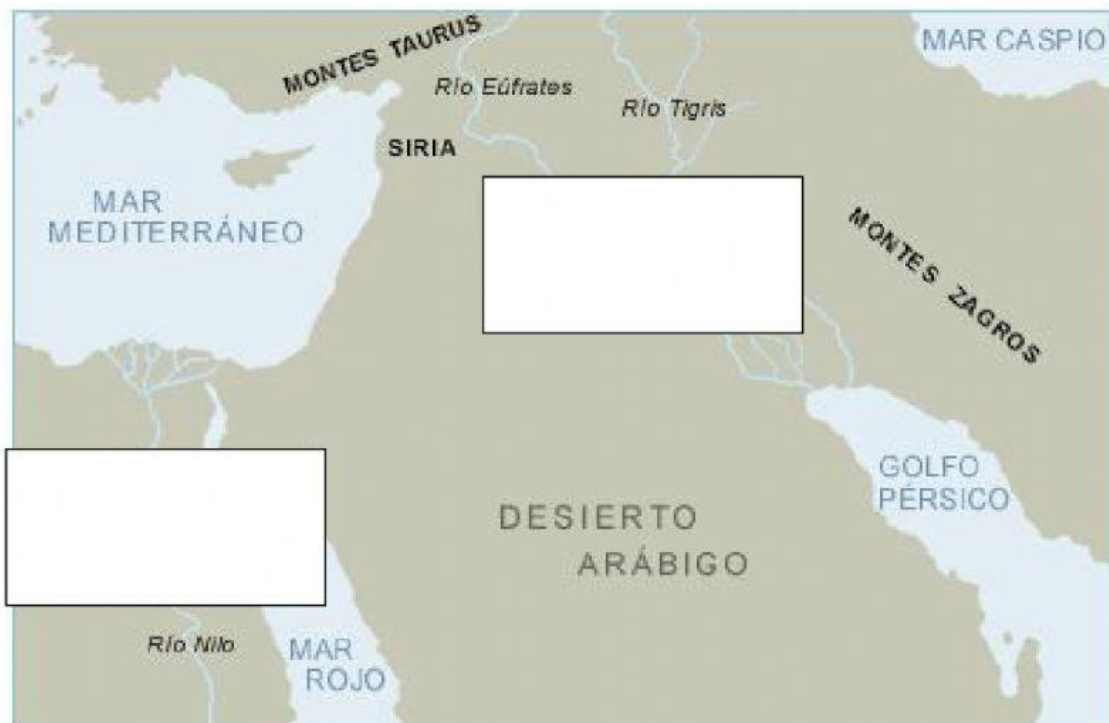 MONTES TAURUS
MAR CASPIO
Río Eúfrates
Río Tigris
SIRIA
MAR
MEDITERRÁNEO
MONTES ZAGROS
GOLFO
PÉRSICO
DESIERTO
ARÁBIGO
Río Nilo
MAR
ROJO